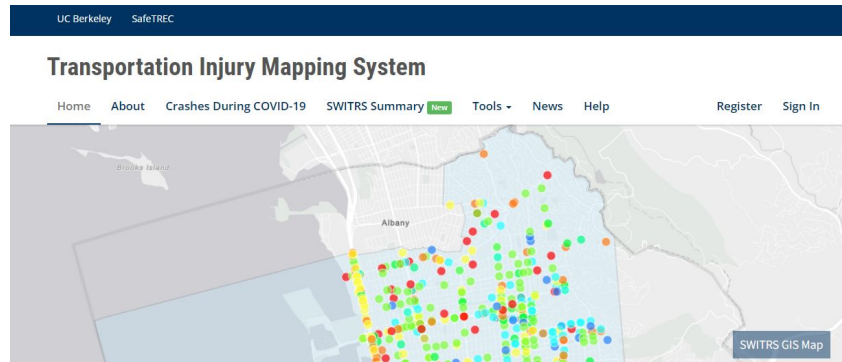 UC Berkeley SafeTREC
Transportation Injury Mapping System
Home About Crashes During COVID-19 SWITRS Summary New Tools News Help Register Sign In
Brooks Island
Albany
SWITRS GIS Map